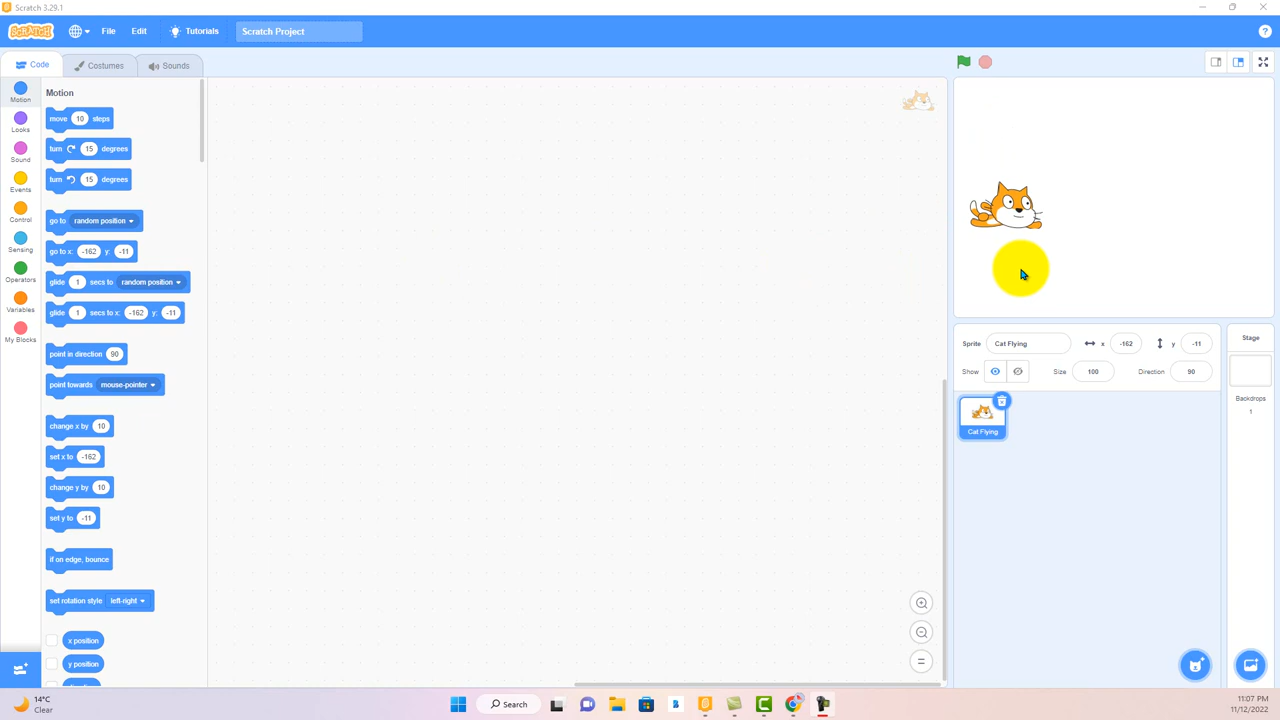 Scratch 3.29.1
SCRATCH File Edit Tutorials Scratch Project ?
Code Costumes Sounds
Motion
Looks
Sound
Events
Control
Sensing
Operators
Variables
My Blocks
Motion
move 10 steps
turn 15 degrees
turn 15 degrees
go to random position
go to x: -162 y: -11
glide 1 secs to random position
glide 1 secs to x: -162 y: -11
point in direction 90
point towards mouse-pointer
change x by 10
set x to -162
change y by 10
set y to -11
if on edge, bounce
set rotation style left-right
x position
y position
Sprite Cat Flying x -162 y -11
Show Size 100 Direction 90
Cat Flying
Stage
Backdrops
1
14°C
Clear
Search
11:07 PM
11/12/2022